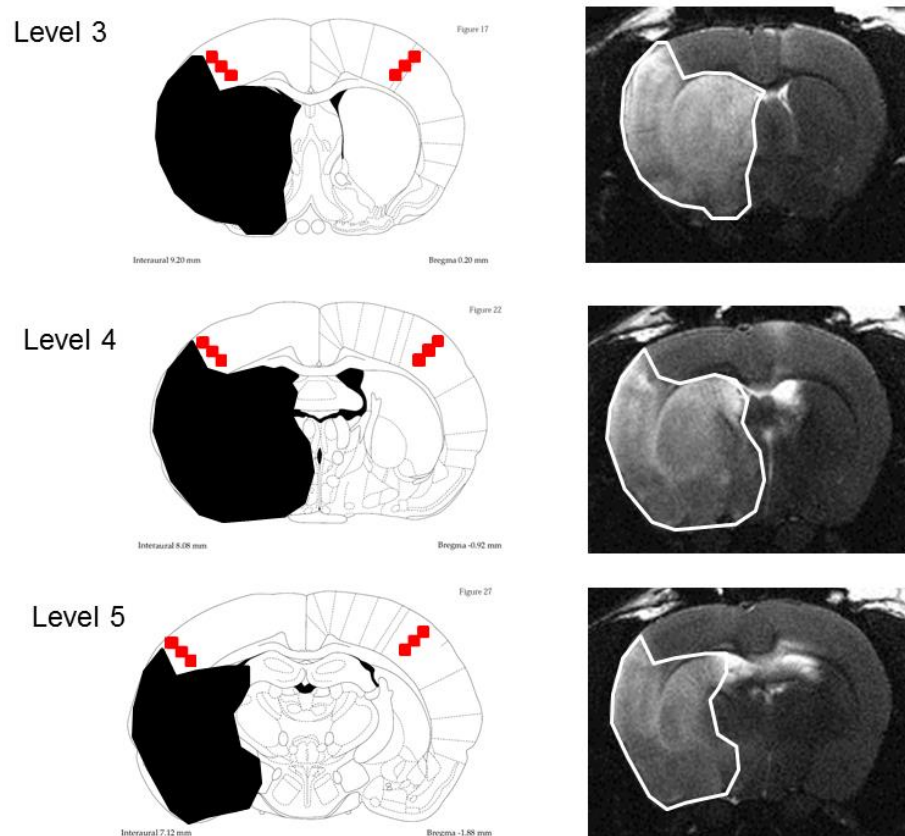 Level 3
Figure 17
Interaural 9.20 mm
Bregma 0.20 mm
Level 4
Figure 22
Interaural 8.08 mm
Bregma -0.92 mm
Level 5
Figure 27
Interaural 7.12 mm
Bregma -1.88 mm